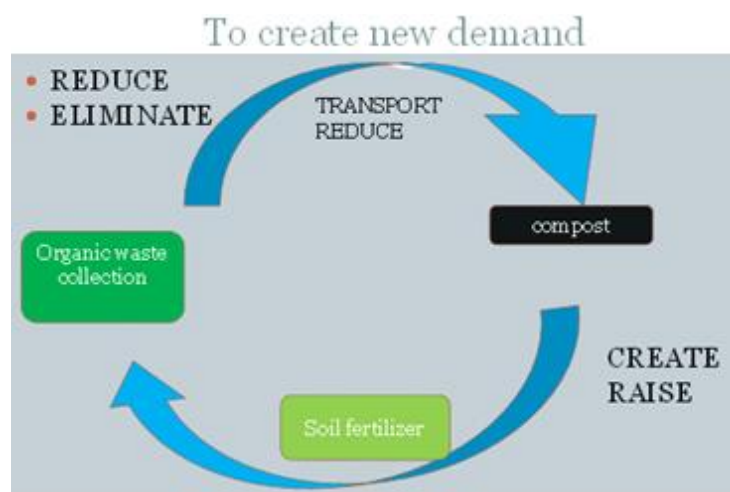 To create new demand
• REDUCE
• ELIMINATE
TRANSPORT
REDUCE
compost
Organic waste
collection
CREATE
RAISE
Soil fertilizer